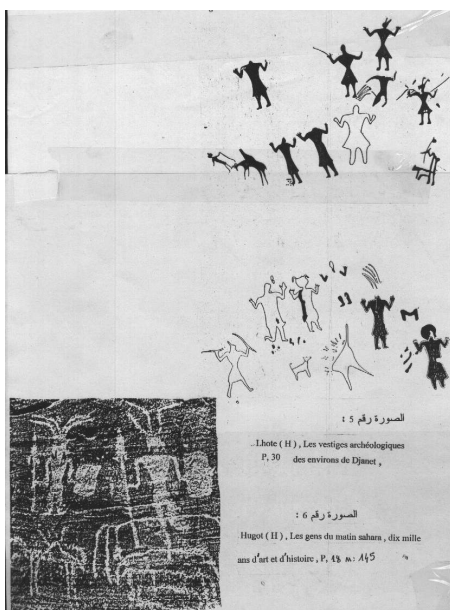 الصورة رقم 5 :
Lhote ( H ) , Les vestiges archéologiques
P, 30 des environs de Djanet ,
الصورة رقم 6 :
Hugot ( H ) , Les gens du matin sahara , dix mille
ans d'art et d'histoire , P, 18 M: 145